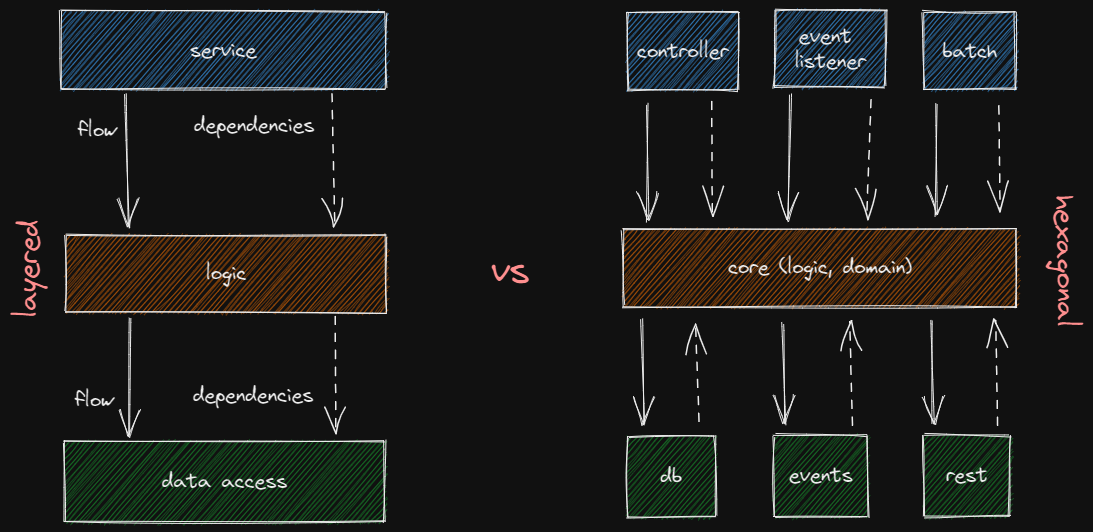 service
flow
dependencies
layered
logic
flow
dependencies
data access
vs
controller
event
listener
batch
core (logic, domain)
hexagonal
db
events
rest